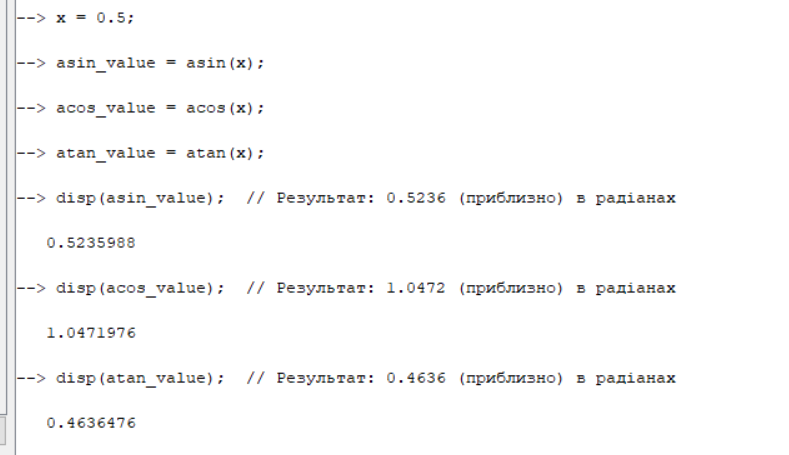 --> x = 0.5;
--> asin_value = asin(x);
--> acos_value = acos(x);
--> atan_value = atan(x);
--> disp(asin_value);  // Результат: 0.5236 (приблизно) в радіанах
0.5235988
--> disp(acos_value);  // Результат: 1.0472 (приблизно) в радіанах
1.0471976
--> disp(atan_value);  // Результат: 0.4636 (приблизно) в радіанах
0.4636476